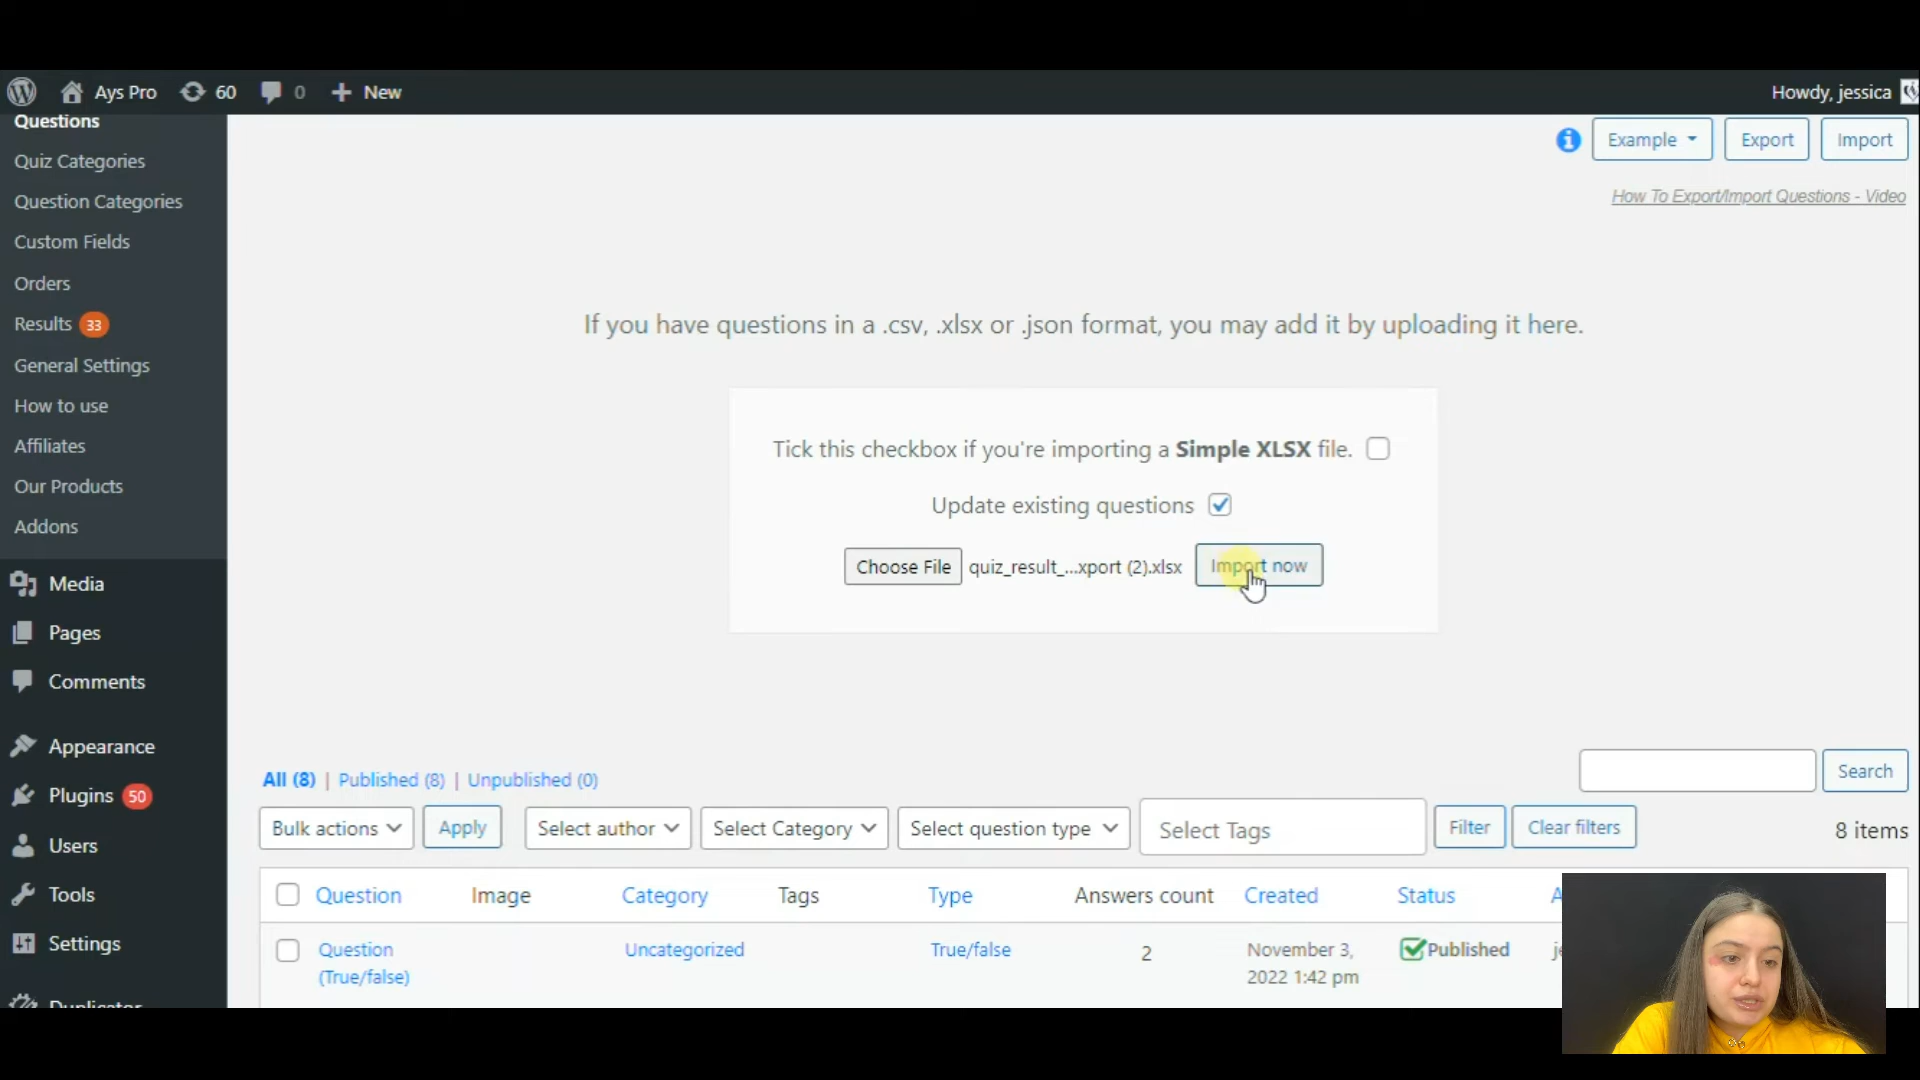 Ays Pro 60 0 New Howdy, jessica
Questions
Quiz Categories
Question Categories
Custom Fields
Orders
Results 33
General Settings
How to use
Affiliates
Our Products
Addons
Media
Pages
Comments
Appearance
Plugins 50
Users
Tools
Settings
Duplicator
Example Export Import
How To Export/Import Questions - Video
If you have questions in a .csv, .xlsx or .json format, you may add it by uploading it here.
Tick this checkbox if you're importing a Simple XLSX file.
Update existing questions
Choose File quiz_result_...xport (2).xlsx Import now
All (8) | Published (8) | Unpublished (0)
Search
Bulk actions Apply Select author Select Category Select question type Select Tags Filter Clear filters 8 items
Question Image Category Tags Type Answers count Created Status
Question Uncategorized True/false 2 November 3, Published
(True/false) 2022 1:42 pm